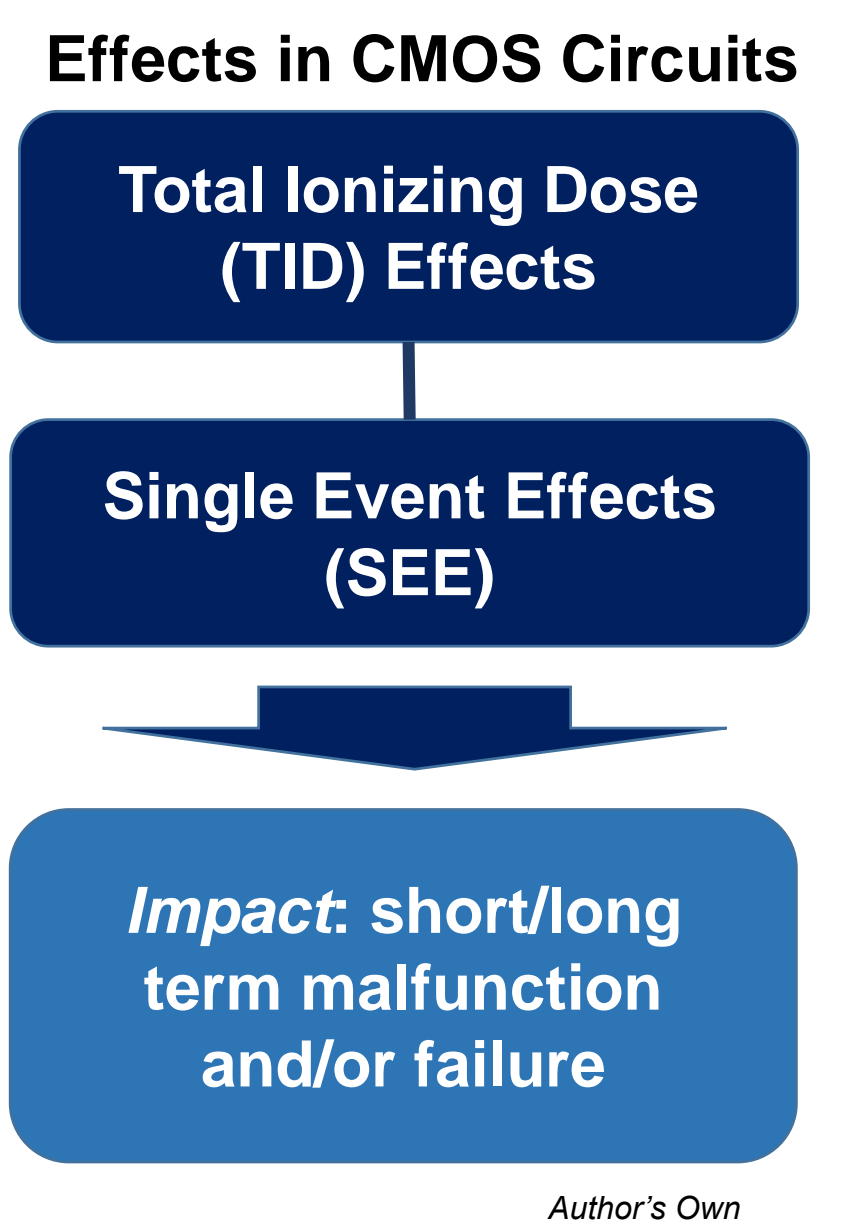 Effects in CMOS Circuits
Total Ionizing Dose
(TID) Effects
Single Event Effects
(SEE)
Impact: short/long
term malfunction
and/or failure
Author’s Own